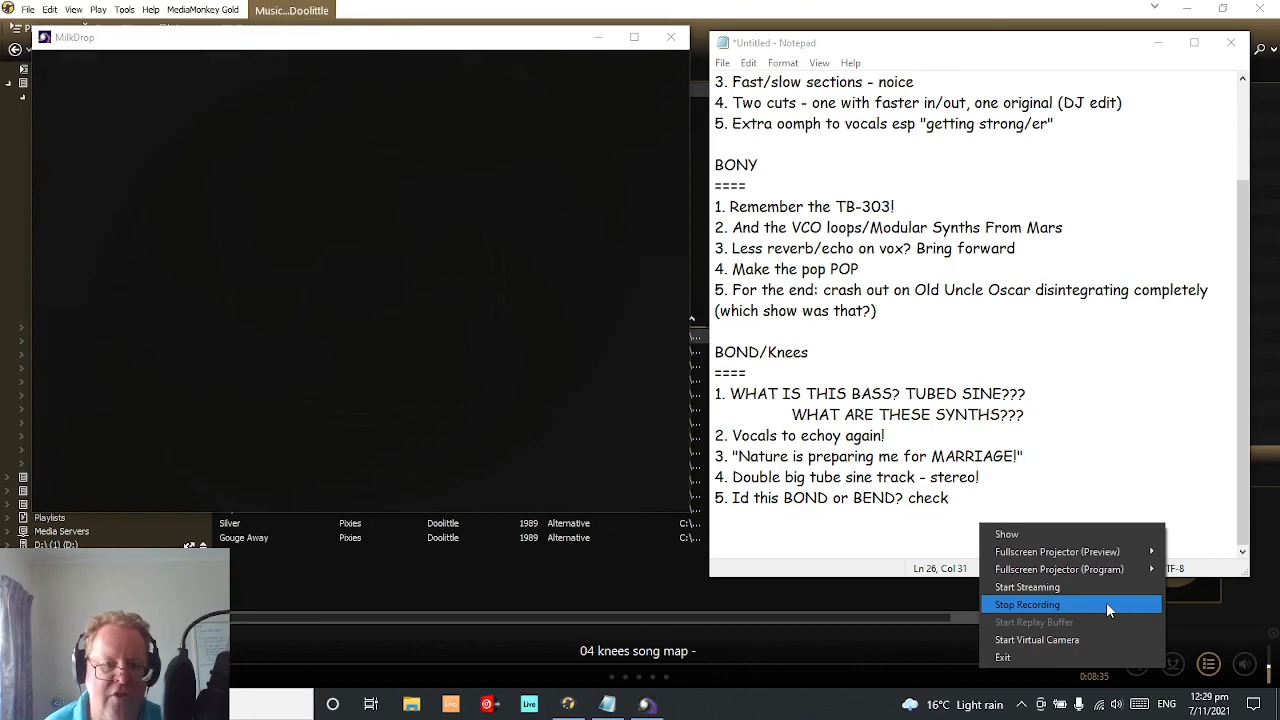 File Edit View Play Tools Help MediaMonkey Gold Music...Doolittle
MilkDrop
*Untitled - Notepad
File Edit Format View Help
3. Fast/slow sections - noice
4. Two cuts - one with faster in/out, one original (DJ edit)
5. Extra oomph to vocals esp "getting strong/er"
BONY
====
1. Remember the TB-303!
2. And the VCO loops/Modular Synths From Mars
3. Less reverb/echo on vox? Bring forward
4. Make the pop POP
5. For the end: crash out on Old Uncle Oscar disintegrating completely
(which show was that?)
BOND/Knees
====
1. WHAT IS THIS BASS? TUBED SINE???
WHAT ARE THESE SYNTHS???
2. Vocals to echoy again!
3. "Nature is preparing me for MARRIAGE!"
4. Double big tube sine track - stereo!
5. Id this BOND or BEND? check
Ln 26, Col 31
TF-8
Playlists
Media Servers
D:\ (1) (D:)
Silver Pixies Doolittle 1989 Alternative C:\...
Gouge Away Pixies Doolittle 1989 Alternative C:\...
Show
Fullscreen Projector (Preview)
Fullscreen Projector (Program)
Start Streaming
Stop Recording
Start Replay Buffer
Start Virtual Camera
Exit
04 knees song map -
0:08:35
Live
Live
16°C Light rain
ENG
12:29 pm
7/11/2021